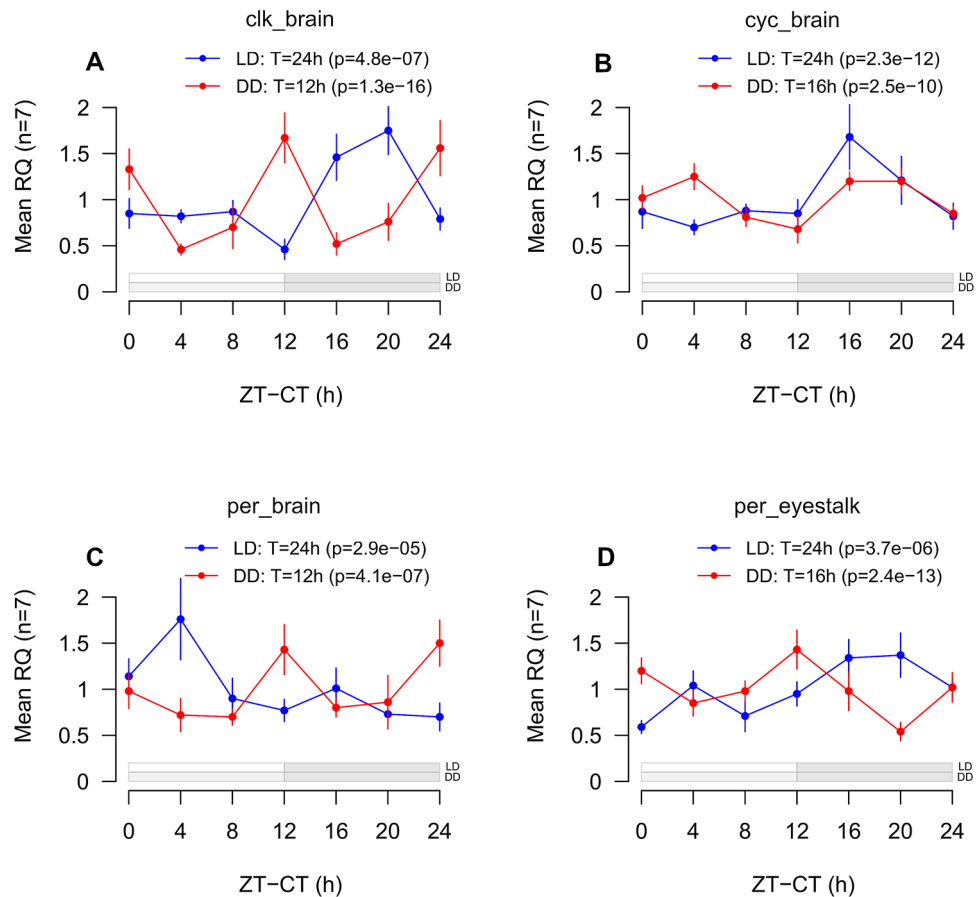 clk_brain
A
LD: T=24h (p=4.8e−07)
DD: T=12h (p=1.3e−16)
Mean RQ (n=7)
2
1.5
1
0.5
0
LD
DD
0 4 8 12 16 20 24
ZT−CT (h)
cyc_brain
B
LD: T=24h (p=2.3e−12)
DD: T=16h (p=2.5e−10)
Mean RQ (n=7)
2
1.5
1
0.5
0
LD
DD
0 4 8 12 16 20 24
ZT−CT (h)
per_brain
C
LD: T=24h (p=2.9e−05)
DD: T=12h (p=4.1e−07)
Mean RQ (n=7)
2
1.5
1
0.5
0
LD
DD
0 4 8 12 16 20 24
ZT−CT (h)
per_eyestalk
D
LD: T=24h (p=3.7e−06)
DD: T=16h (p=2.4e−13)
Mean RQ (n=7)
2
1.5
1
0.5
0
LD
DD
0 4 8 12 16 20 24
ZT−CT (h)